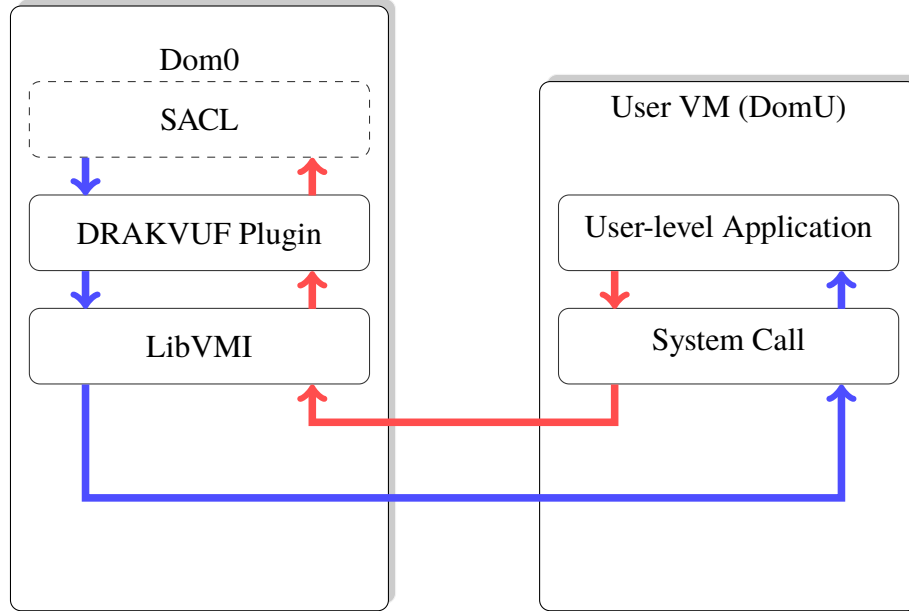 Dom0
SACL
DRAKVUF Plugin
LibVMI
User VM (DomU)
User-level Application
System Call